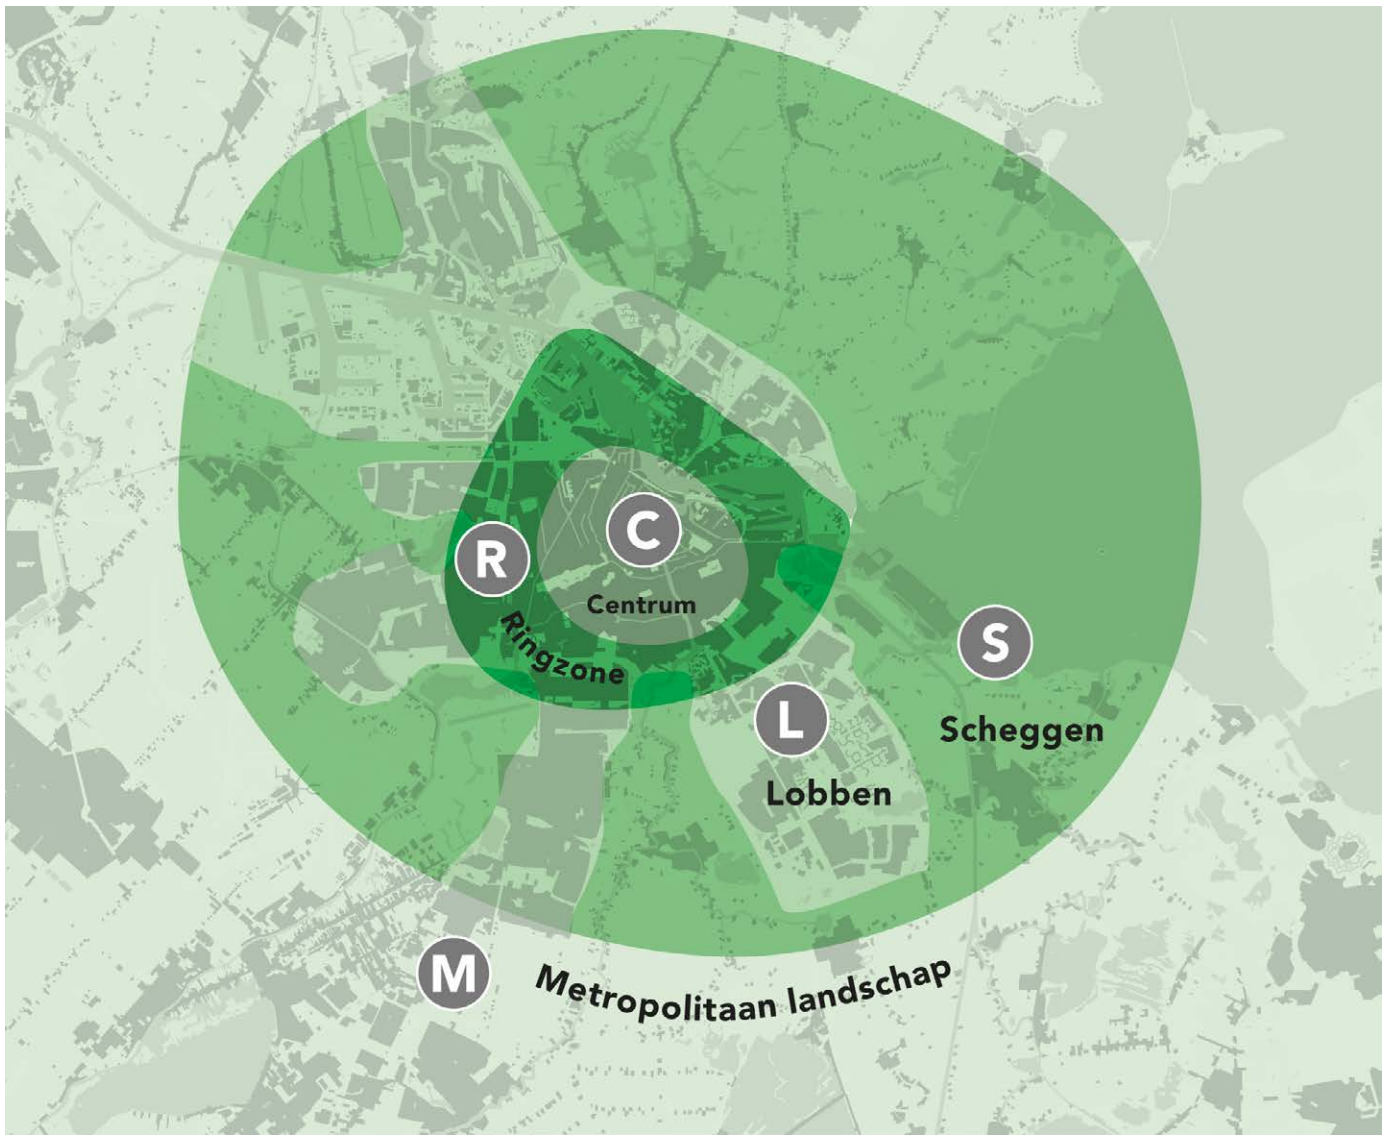 C
Centrum
R
Ringzone
S
Scheggen
L
Lobben
M
Metropolitaan landschap